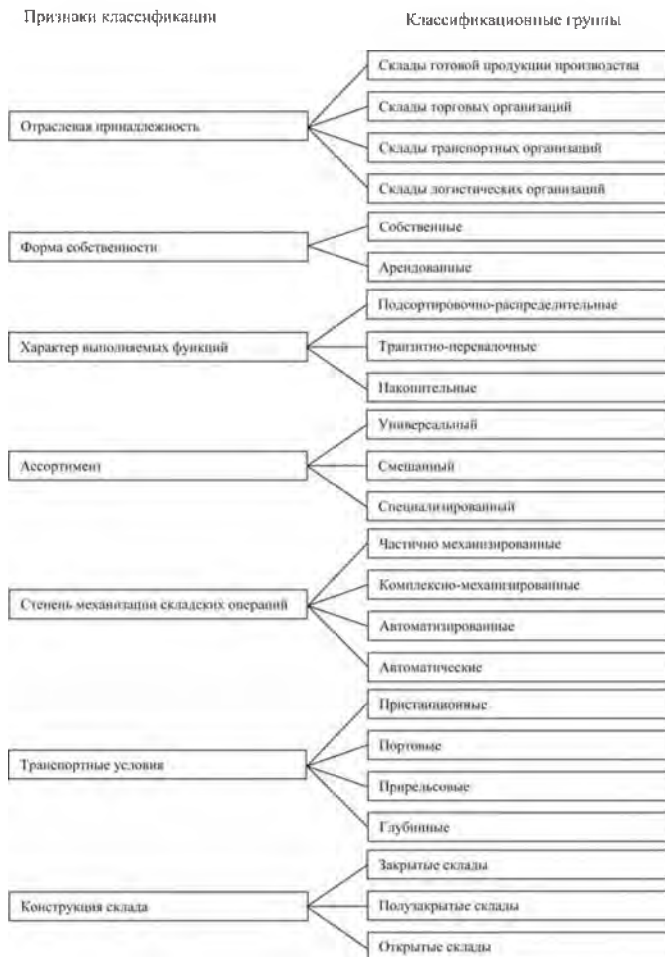 Признаки классификации
Классификационные группы
Отраслевая принадлежность
Склады готовой продукции производства
Склады торговых организаций
Склады транспортных организаций
Склады логистических организаций
Форма собственности
Собственные
Арендованные
Характер выполняемых функций
Подсортировочно-распределительные
Транзитно-перевалочные
Накопительные
Ассортимент
Универсальный
Смешанный
Специализированный
Степень механизации складских операций
Частично механизированные
Комплексно-механизированные
Автоматизированные
Автоматические
Транспортные условия
Пристанционные
Портовые
Прирельсовые
Глубинные
Конструкция склада
Закрытые склады
Полузакрытые склады
Открытые склады